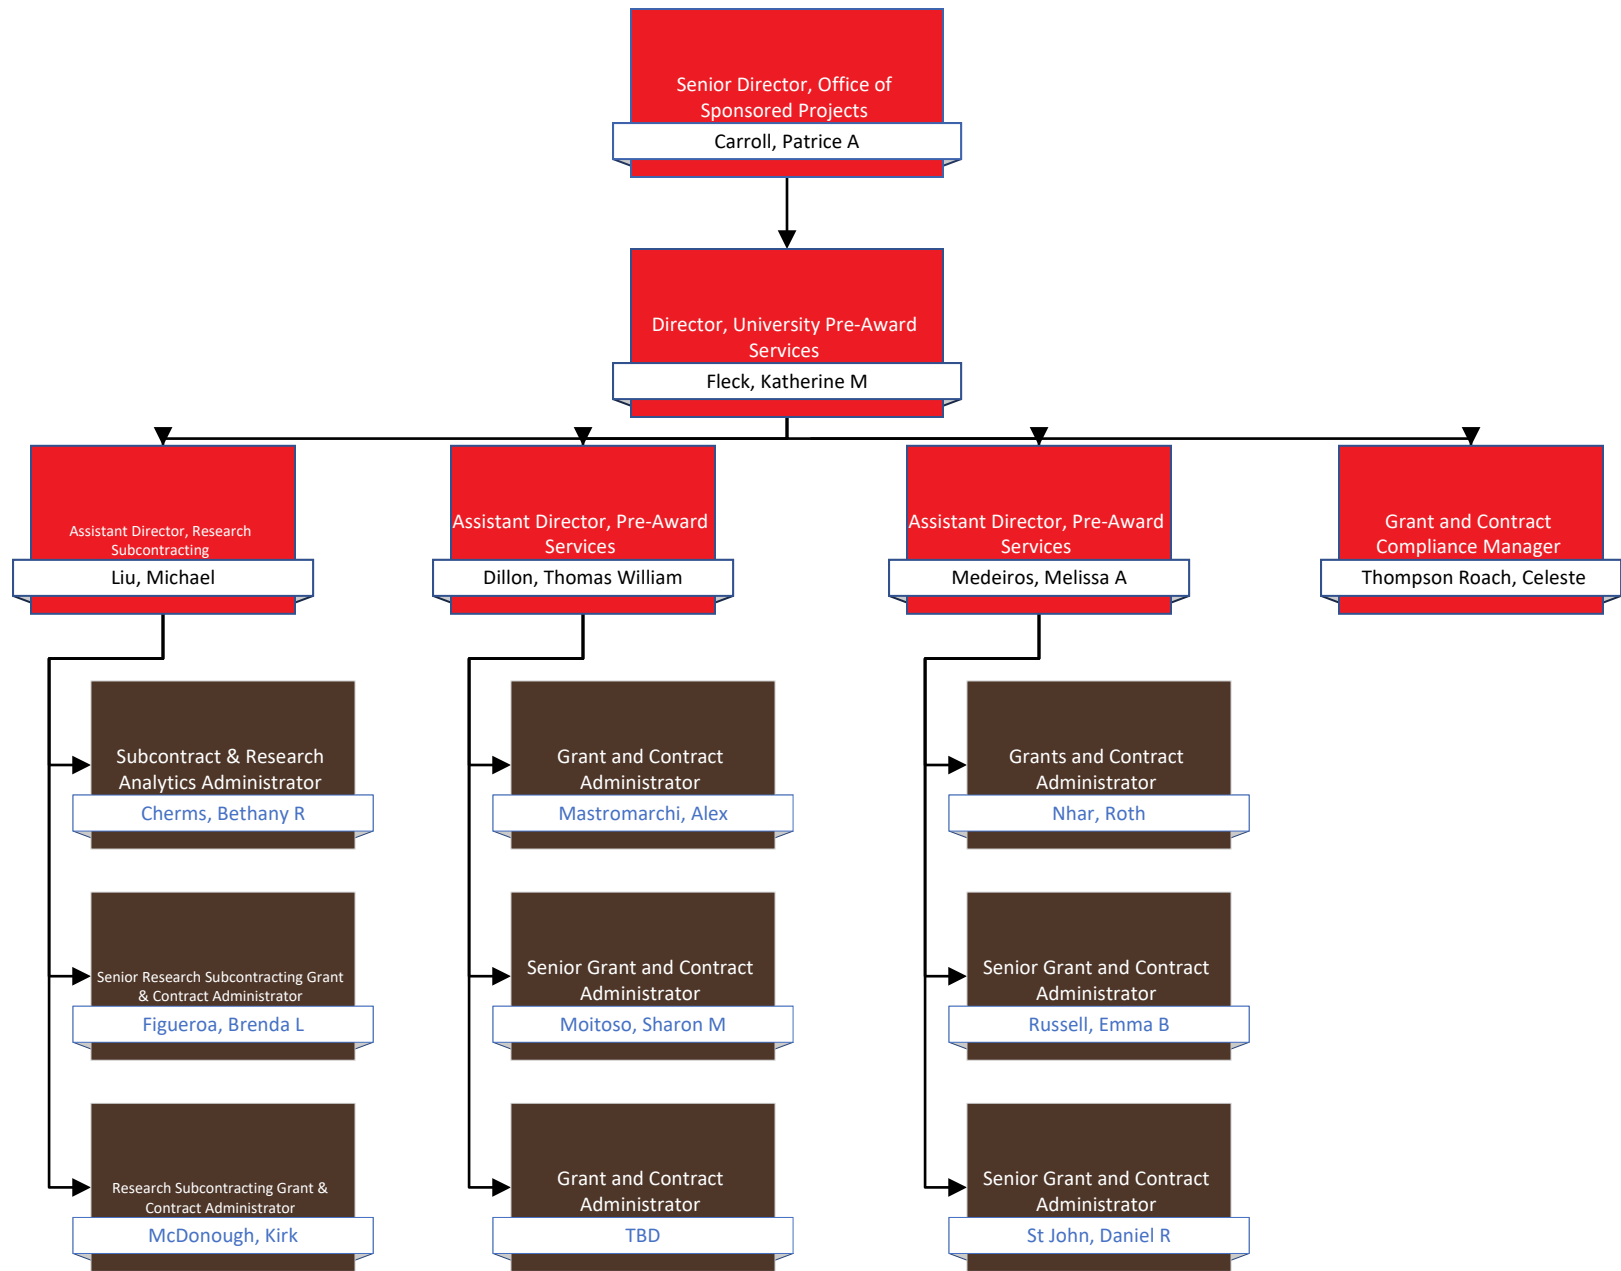 Senior Director, Office of
Sponsored Projects
Carroll, Patrice A
Director, University Pre-Award
Services
Fleck, Katherine M
Assistant Director, Research
Subcontracting
Liu, Michael
Assistant Director, Pre-Award
Services
Dillon, Thomas William
Assistant Director, Pre-Award
Services
Medeiros, Melissa A
Grant and Contract
Compliance Manager
Thompson Roach, Celeste
Subcontract & Research
Analytics Administrator
Cherms, Bethany R
Grant and Contract
Administrator
Mastromarchi, Alex
Grants and Contract
Administrator
Nhar, Roth
Senior Research Subcontracting Grant
& Contract Administrator
Figueroa, Brenda L
Senior Grant and Contract
Administrator
Moitoso, Sharon M
Senior Grant and Contract
Administrator
Russell, Emma B
Research Subcontracting Grant &
Contract Administrator
McDonough, Kirk
Grant and Contract
Administrator
TBD
Senior Grant and Contract
Administrator
St John, Daniel R